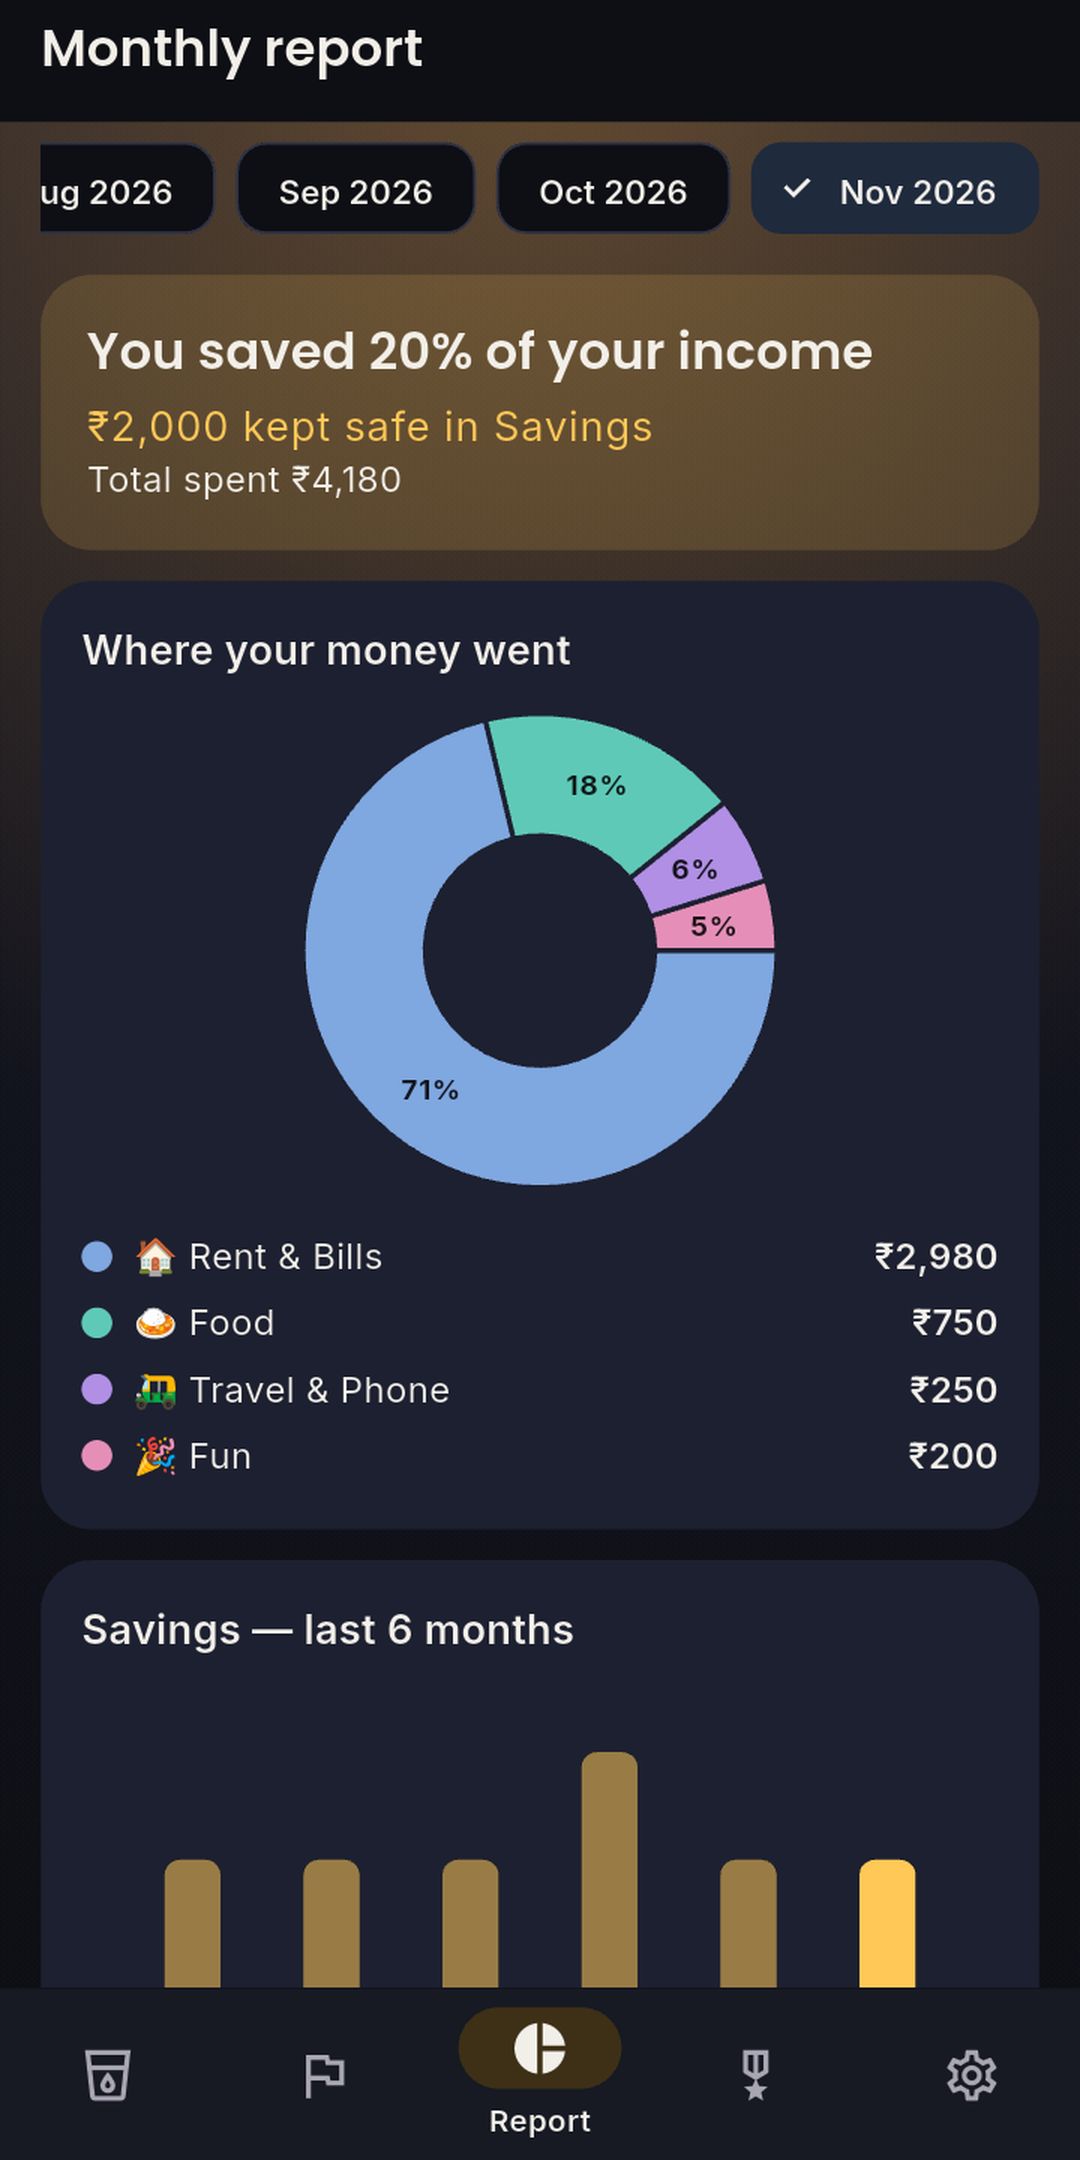 Monthly report
ug 2026
Sep 2026
Oct 2026
Nov 2026
You saved 20% of your income
₹2,000 kept safe in Savings
Total spent ₹4,180
Where your money went
18%
6%
5%
71%
Rent & Bills ₹2,980
Food ₹750
Travel & Phone ₹250
Fun ₹200
Savings — last 6 months
Report